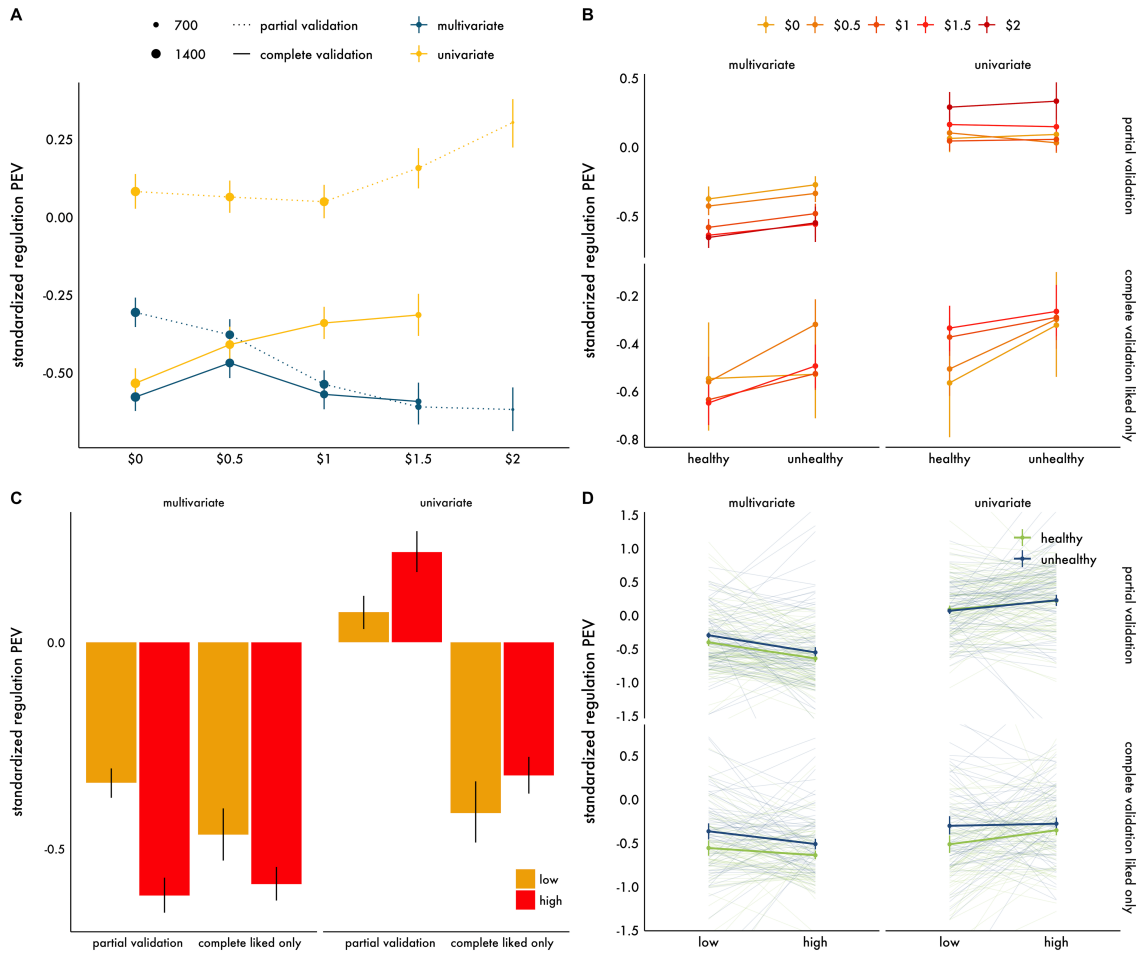 A
700
partial validation
multivariate
1400
complete validation
univariate
standardized regulation PEV
0.25
0.00
-0.25
-0.50
$0
$0.5
$1
$1.5
$2
B
$0
$0.5
$1
$1.5
$2
multivariate
univariate
standardized regulation PEV
0.5
0.0
-0.5
partial validation
-0.2
-0.4
-0.6
-0.8
complete validation liked only
healthy
unhealthy
healthy
unhealthy
C
multivariate
univariate
standardized regulation PEV
0.0
-0.5
low
high
partial validation
complete liked only
partial validation
complete liked only
D
multivariate
univariate
standardized regulation PEV
1.5
1.0
0.5
0.0
-0.5
-1.0
-1.5
healthy
unhealthy
partial validation
0.5
0.0
-0.5
-1.0
-1.5
complete validation liked only
low
high
low
high